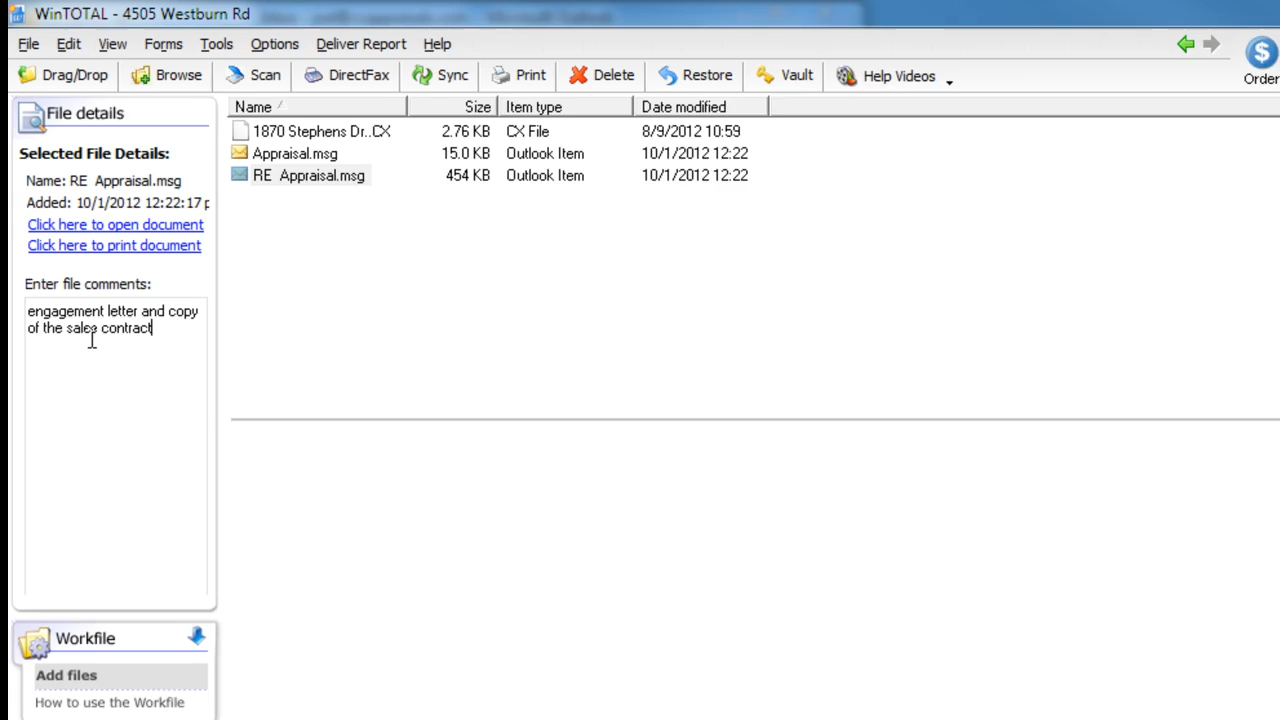 WinTOTAL - 4505 Westburn Rd
File Edit View Forms Tools Options Deliver Report Help
Drag/Drop Browse Scan DirectFax Sync Print Delete Restore Vault Help Videos
Order
File details
Selected File Details:
Name: RE Appraisal.msg
Added: 10/1/2012 12:22:17 p
Click here to open document
Click here to print document
Enter file comments:
engagement letter and copy
of the sales contract
Name Size Item type Date modified
1870 Stephens Dr..CX 2.76 KB CX File 8/9/2012 10:59
Appraisal.msg 15.0 KB Outlook Item 10/1/2012 12:22
RE Appraisal.msg 454 KB Outlook Item 10/1/2012 12:22
Workfile
Add files
How to use the Workfile